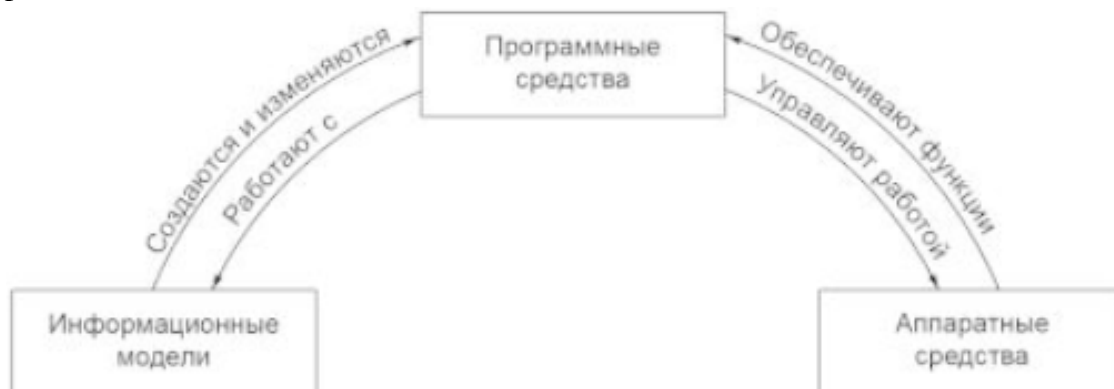 Создаются и изменяются
Работают с
Программные
средства
Обеспечивают функции
Управляют работой
Информационные
модели
Аппаратные
средства